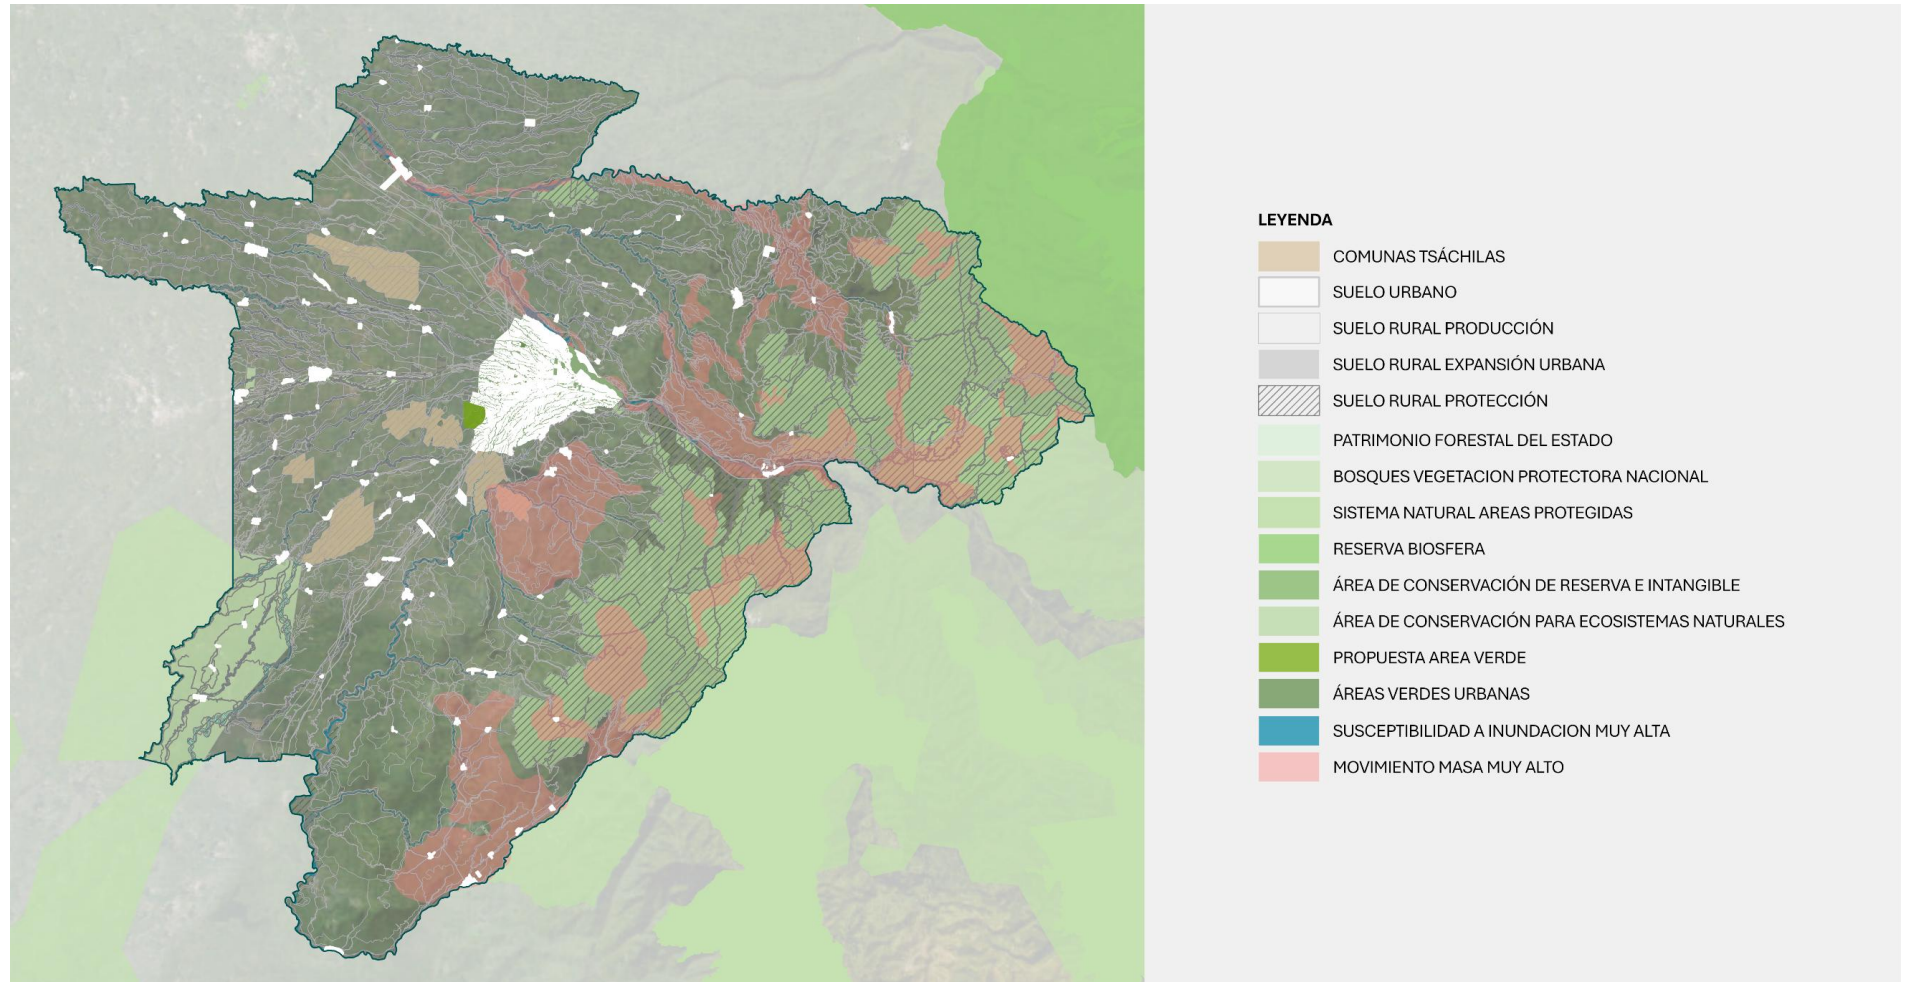 LEYENDA
COMUNAS TSÁCHILAS
SUELO URBANO
SUELO RURAL PRODUCCIÓN
SUELO RURAL EXPANSIÓN URBANA
SUELO RURAL PROTECCIÓN
PATRIMONIO FORESTAL DEL ESTADO
BOSQUES VEGETACION PROTECTORA NACIONAL
SISTEMA NATURAL AREAS PROTEGIDAS
RESERVA BIOSFERA
ÁREA DE CONSERVACIÓN DE RESERVA E INTANGIBLE
ÁREA DE CONSERVACIÓN PARA ECOSISTEMAS NATURALES
PROPUESTA AREA VERDE
ÁREAS VERDES URBANAS
SUSCEPTIBILIDAD A INUNDACION MUY ALTA
MOVIMIENTO MASA MUY ALTO